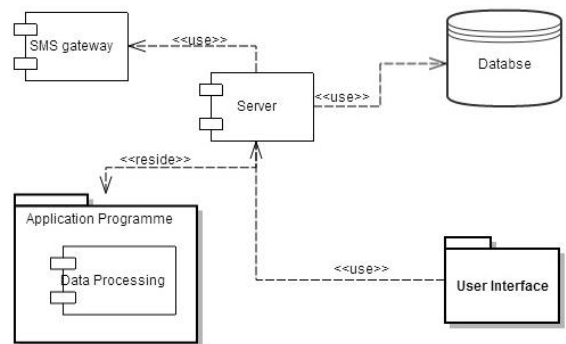 SMS gateway
<<use>>
Databse
Server
<<use>>
<<reside>>
Application Programme
Data Processing
<<use>>
User Interface